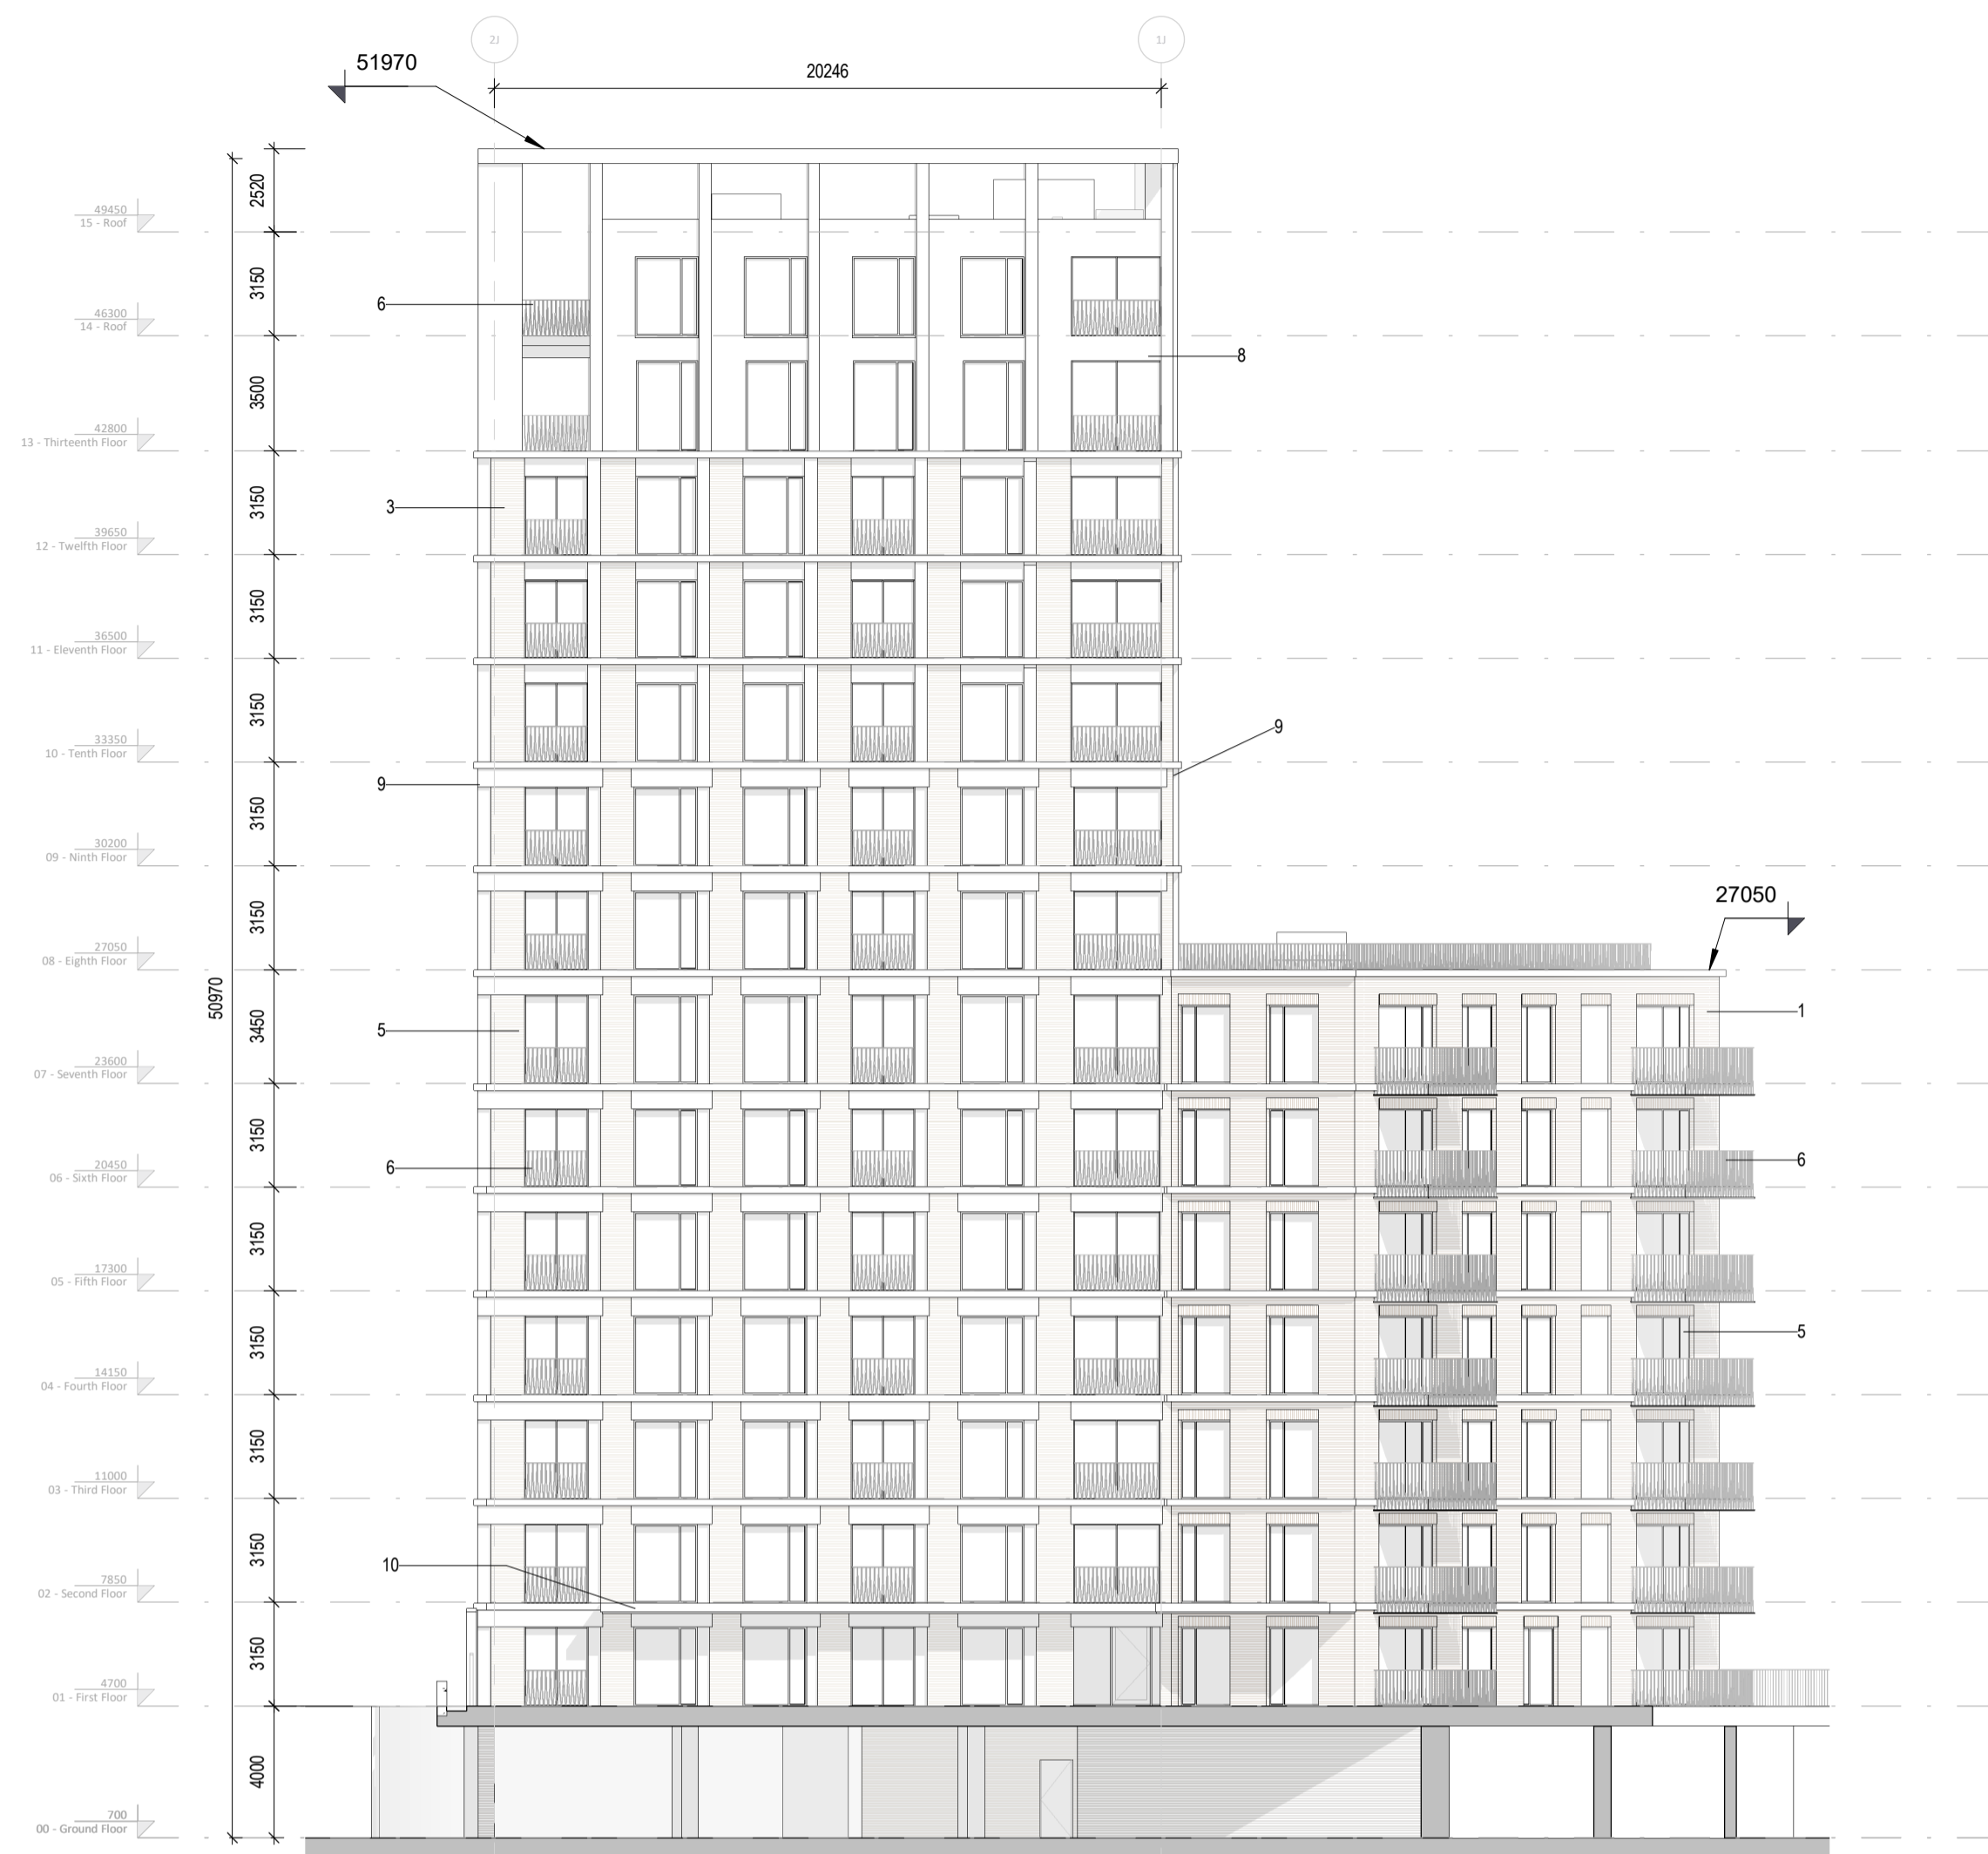 2J
1J
51970
20246
2520
49450
15 - Roof
3150
6
46300
14 - Roof
8
3500
42800
13 - Thirteenth Floor
3150
3
39650
12 - Twelfth Floor
3150
36500
11 - Eleventh Floor
3150
9
33350
10 - Tenth Floor
9
3150
30200
09 - Ninth Floor
3150
27050
27050
08 - Eighth Floor
50970
3450
5
1
23600
07 - Seventh Floor
3150
6
6
20450
06 - Sixth Floor
3150
17300
05 - Fifth Floor
3150
5
14150
04 - Fourth Floor
3150
11000
03 - Third Floor
3150
10
7850
02 - Second Floor
3150
4700
01 - First Floor
4000
700
00 - Ground Floor